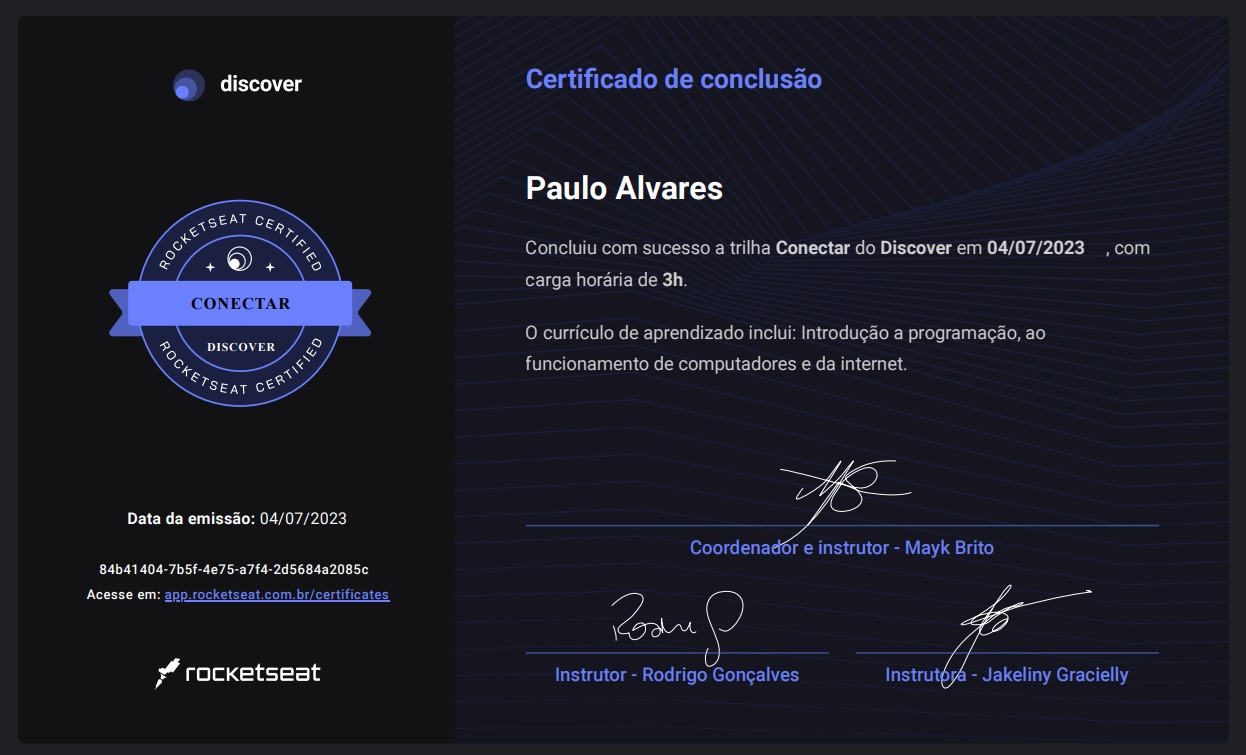 discover
ROCKETSEAT CERTIFIED
CONECTAR
DISCOVER
ROCKETSEAT CERTIFIED
Data da emissão: 04/07/2023
84b41404-7b5f-4e75-a7f4-2d5684a2085c
Acesse em: app.rocketseat.com.br/certificates
rocketseat
Certificado de conclusão
Paulo Alvares
Concluiu com sucesso a trilha Conectar do Discover em 04/07/2023 , com
carga horária de 3h.
O currículo de aprendizado inclui: Introdução a programação, ao
funcionamento de computadores e da internet.
Coordenador e instrutor - Mayk Brito
Instrutor - Rodrigo Gonçalves
Instrutora - Jakeliny Gracielly